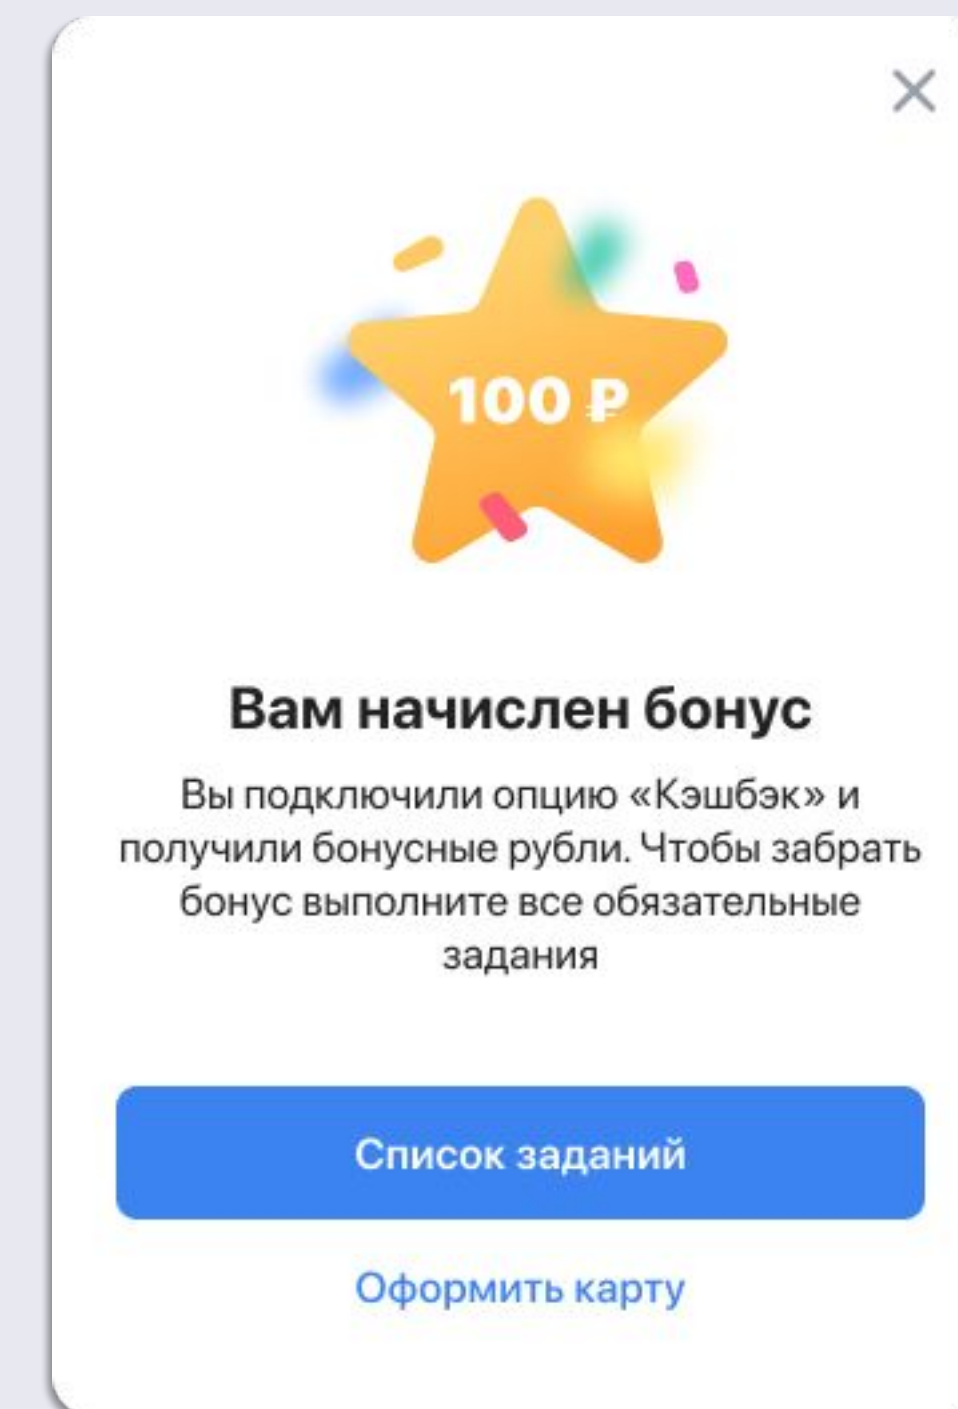 100 ₽
Вам начислен бонус
Вы подключили опцию «Кэшбэк» и
получили бонусные рубли. Чтобы забрать
бонус выполните все обязательные
задания
Список заданий
Оформить карту